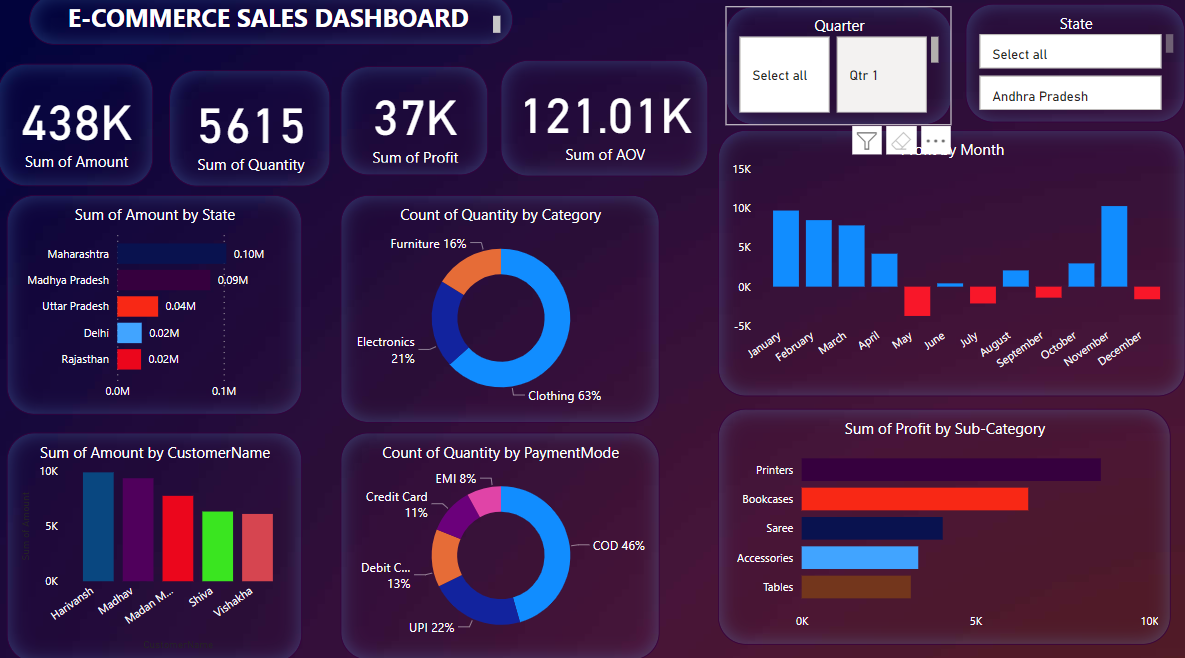 E-COMMERCE SALES DASHBOARD
Quarter
Select all
Qtr 1
State
Select all
Andhra Pradesh
438K
Sum of Amount
5615
Sum of Quantity
37K
Sum of Profit
121.01K
Sum of AOV
Sum of Amount by State
Maharashtra
0.10M
Madhya Pradesh
0.09M
Uttar Pradesh
0.04M
Delhi
0.02M
Rajasthan
0.02M
0.0M
0.1M
Count of Quantity by Category
Furniture 16%
Electronics
21%
Clothing 63%
by Month
15K
10K
5K
0K
-5K
January
February
March
April
May
June
July
August
September
October
November
December
Sum of Amount by CustomerName
Sum of Amount
10K
5K
0K
Harivansh
Madhav
Madan M...
Shiva
Vishakha
CustomerName
Count of Quantity by PaymentMode
EMI 8%
Credit Card
11%
Debit C...
13%
UPI 22%
COD 46%
Sum of Profit by Sub-Category
Printers
Bookcases
Saree
Accessories
Tables
0K
5K
10K